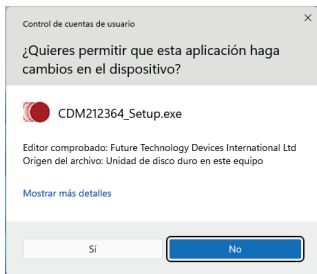 Control de cuentas de usuario
¿Quieres permitir que esta aplicación haga
cambios en el dispositivo?
CDM212364_Setup.exe
Editor comprobado: Future Technology Devices International Ltd
Origen del archivo: Unidad de disco duro en este equipo
Mostrar más detalles
Sí
No